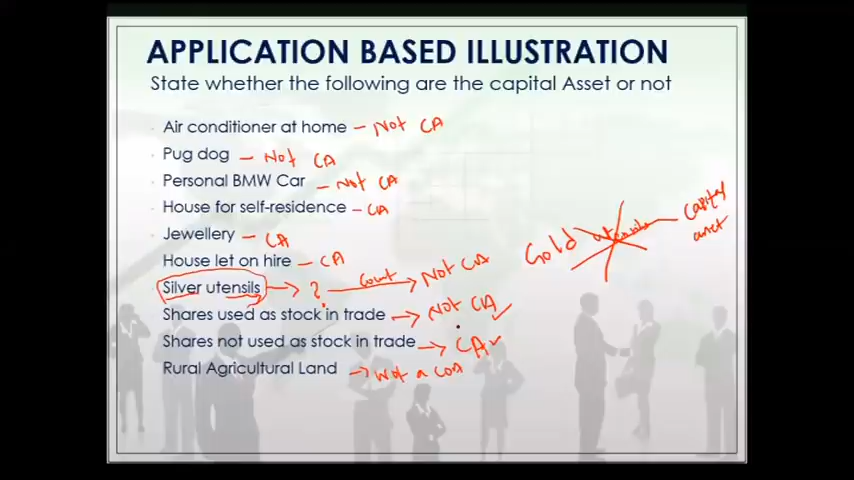 APPLICATION BASED ILLUSTRATION
State whether the following are the capital Asset or not
Air conditioner at home – Not CA
Pug dog – Not CA
Personal BMW Car – Not CA
House for self-residence – CA
Jewellery – CA
House let on hire – CA
Silver utensils → ? court → Not CA
Shares used as stock in trade → Not CA ✓
Shares not used as stock in trade → CA ✓
Rural Agricultural Land → Not a
Gold utensils – capital
asset